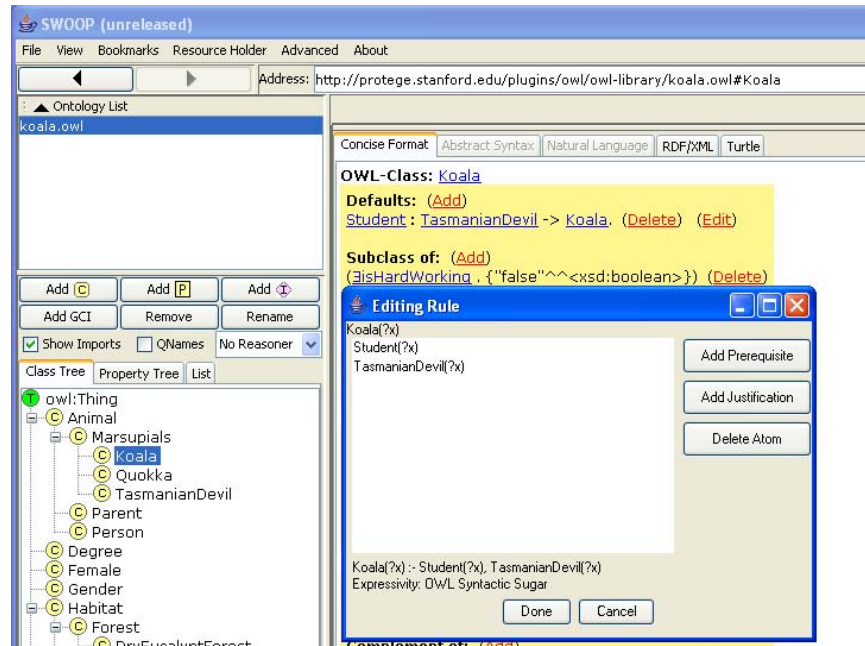 SWOOP (unreleased)
File View Bookmarks Resource Holder Advanced About
Address: http://protege.stanford.edu/plugins/owl/owl-library/koala.owl#Koala
Ontology List
koala.owl
Concise Format Abstract Syntax Natural Language RDF/XML Turtle
OWL-Class: Koala
Defaults: (Add)
Student : TasmanianDevil -> Koala. (Delete) (Edit)
Subclass of: (Add)
(∃isHardWorking . {"false"^^<xsd:boolean>}) (Delete)
Add C Add P Add I
Add GCI Remove Rename
Show Imports QNames No Reasoner
Class Tree Property Tree List
T owl:Thing
C Animal
C Marsupials
C Koala
C Quokka
C TasmanianDevil
C Parent
C Person
C Degree
C Female
C Gender
C Habitat
C Forest
Editing Rule
Koala(?x)
Student(?x)
TasmanianDevil(?x)
Add Prerequisite
Add Justification
Delete Atom
Koala(?x) :- Student(?x), TasmanianDevil(?x)
Expressivity: OWL Syntactic Sugar
Done Cancel
Complement of: (Add)